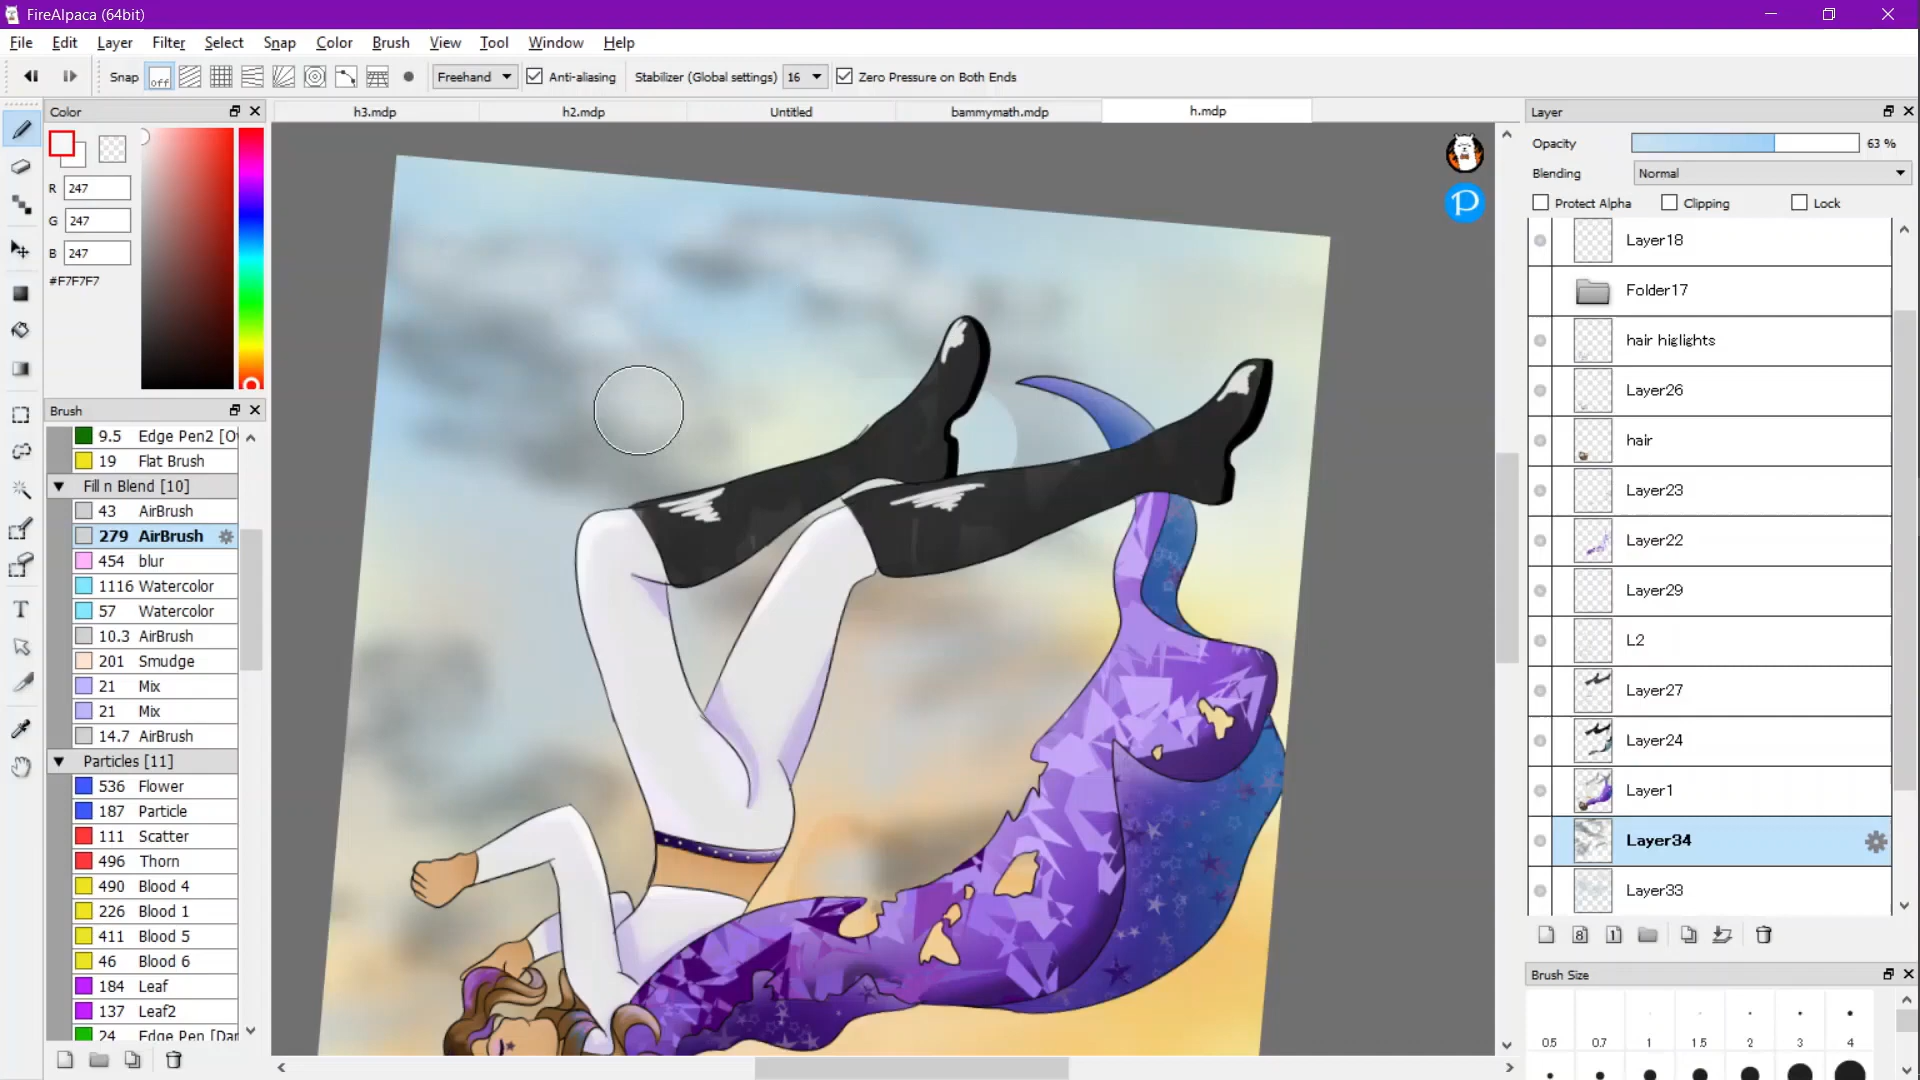 FireAlpaca (64bit)
File Edit Layer Filter Select Snap Color Brush View Tool Window Help
Snap off Freehand Anti-aliasing Stabilizer (Global settings) 16 Zero Pressure on Both Ends
Color
h3.mdp h2.mdp Untitled bammymath.mdp h.mdp
R 247
G 247
B 247
#F7F7F7
Brush
9.5 Edge Pen2 [O
19 Flat Brush
Fill n Blend [10]
43 AirBrush
279 AirBrush
454 blur
1116 Watercolor
57 Watercolor
10.3 AirBrush
201 Smudge
21 Mix
21 Mix
14.7 AirBrush
Particles [11]
536 Flower
187 Particle
111 Scatter
496 Thorn
490 Blood 4
226 Blood 1
411 Blood 5
46 Blood 6
184 Leaf
137 Leaf2
24 Edge Pen [Dar
T
P
Layer
Opacity 63 %
Blending Normal
Protect Alpha Clipping Lock
Layer18
Folder17
hair higlights
Layer26
hair
Layer23
Layer22
Layer29
L2
Layer27
Layer24
Layer1
Layer34
Layer33
8 1
Brush Size
0.5 0.7 1 1.5 2 3 4